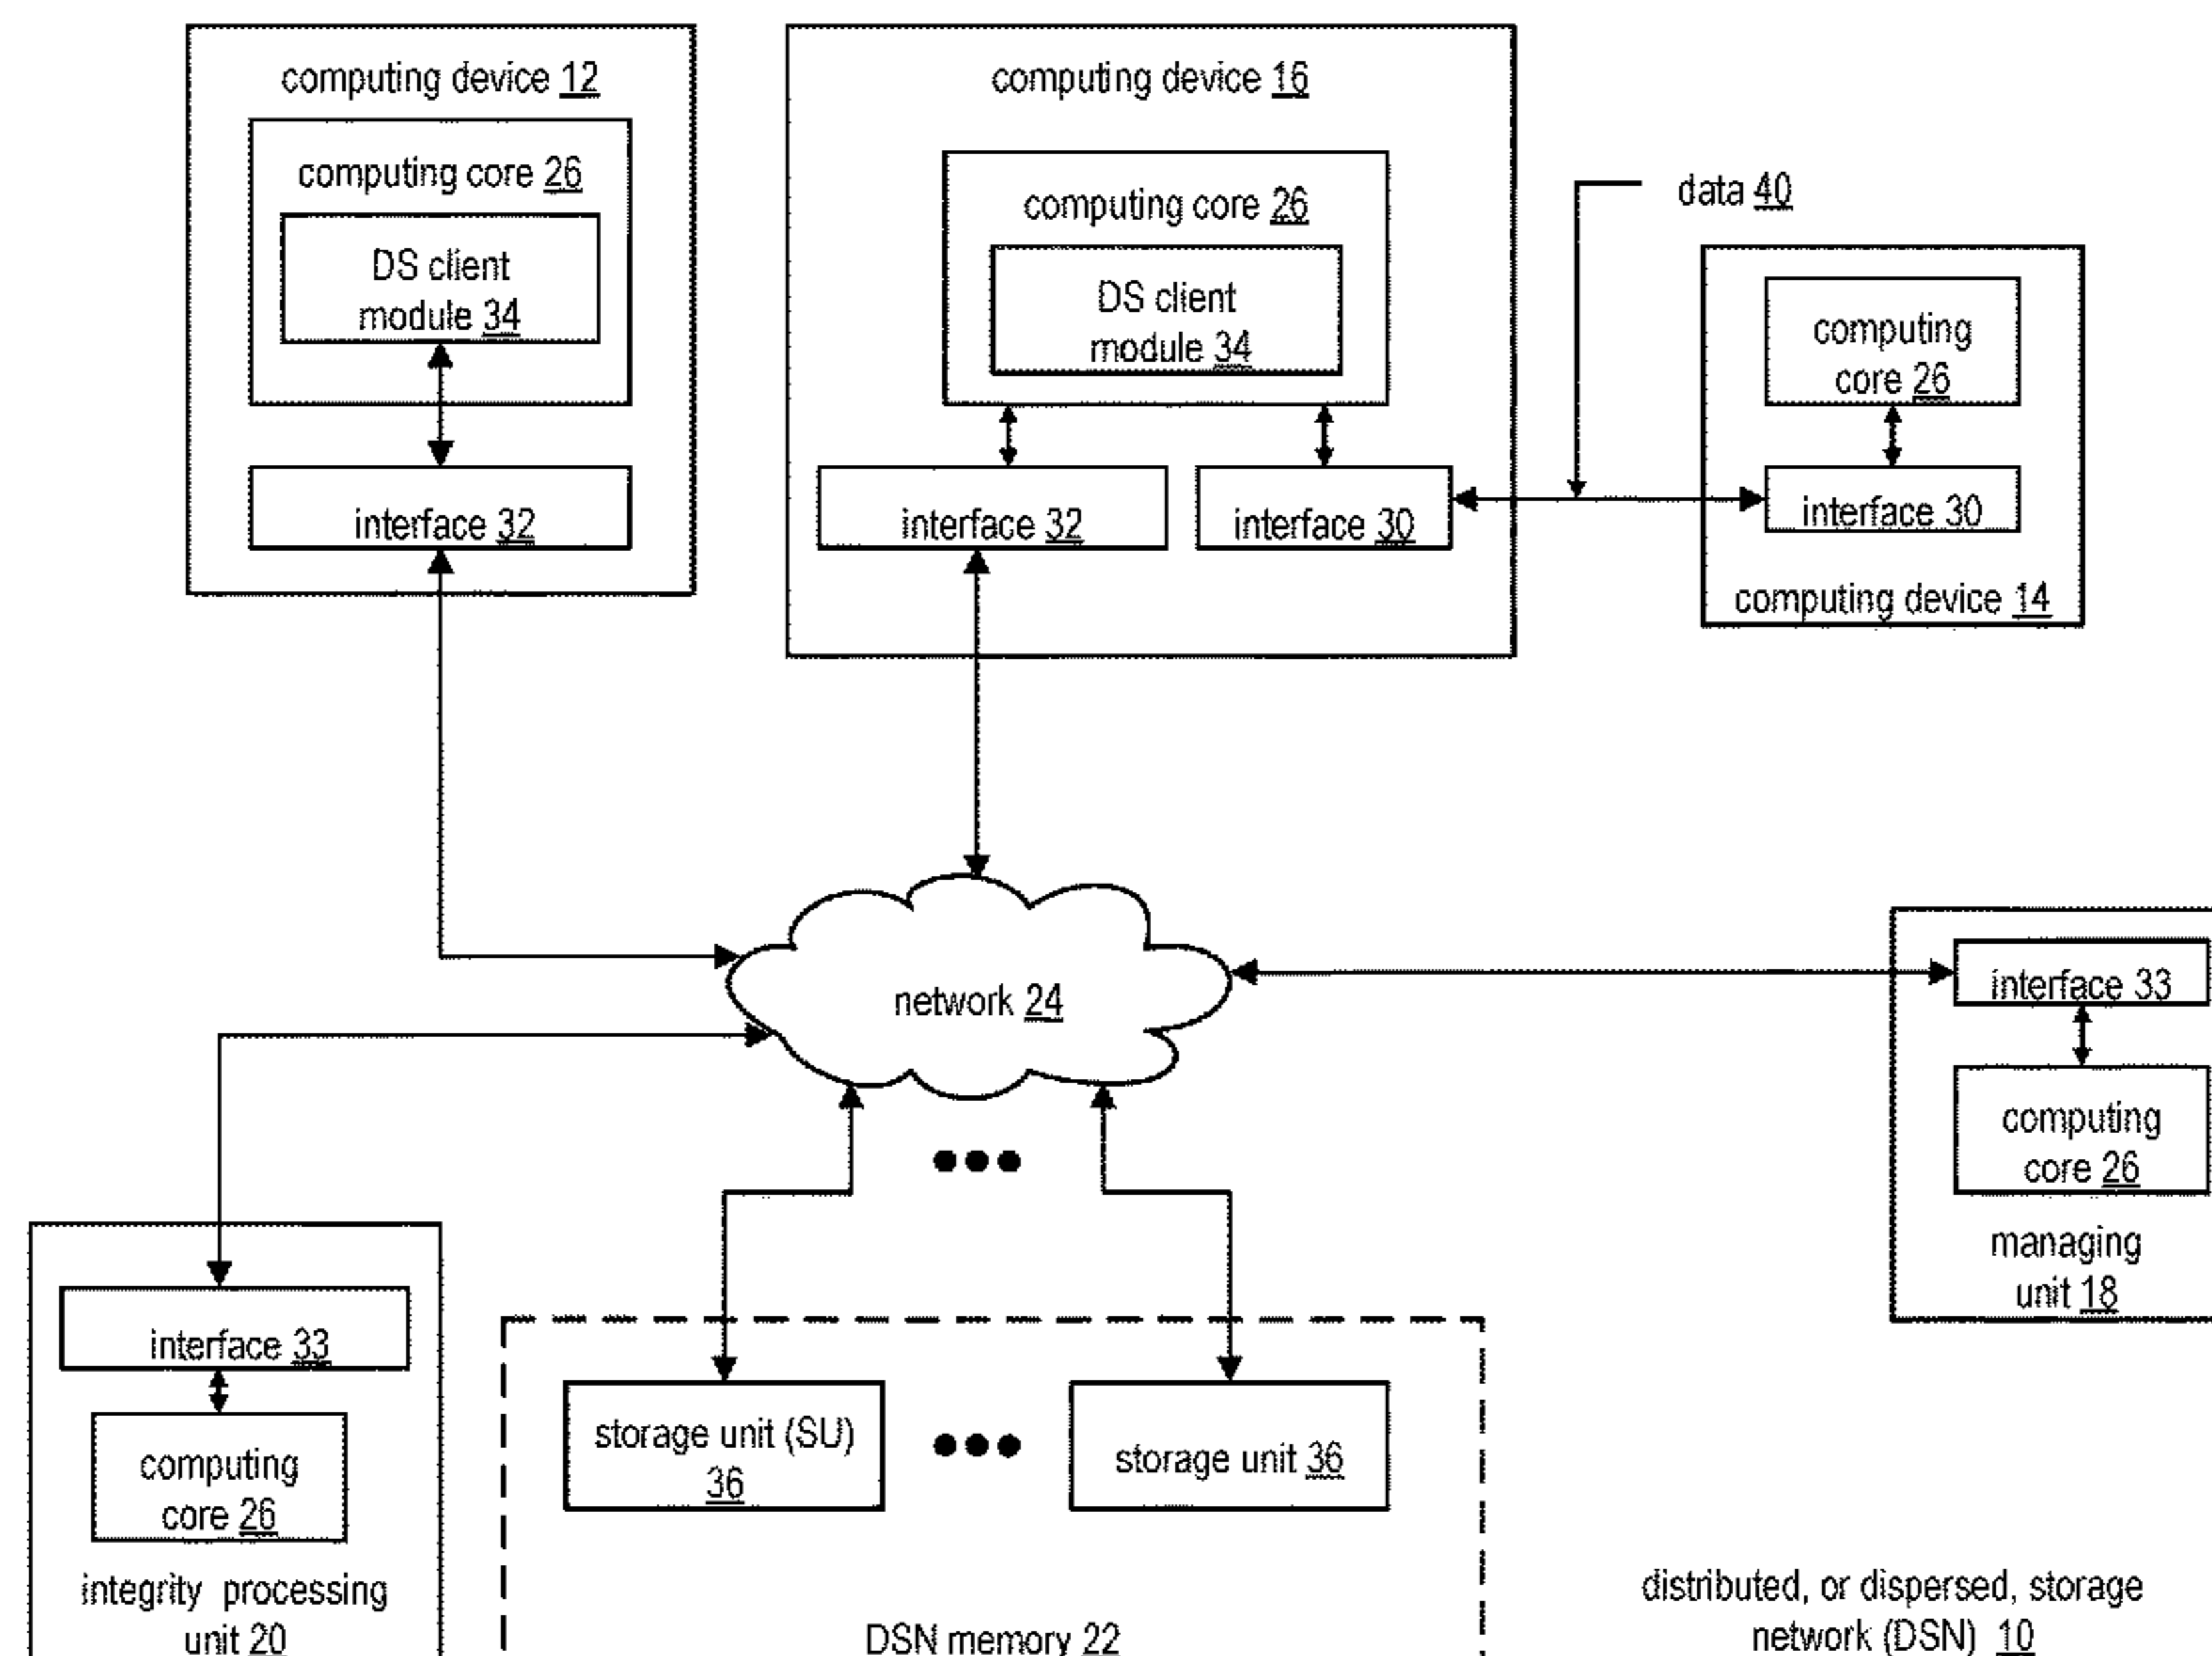 computing device 12
computing core 26
DS client
module 34
interface 32
computing device 16
computing core 26
DS client
module 34
interface 32
interface 30
data 40
computing
core 26
interface 30
computing device 14
network 24
interface 33
computing
core 26
managing
unit 18
interface 33
computing
core 26
integrity processing
unit 20
storage unit (SU)
36
storage unit 36
DSN memory 22
distributed, or dispersed, storage
network (DSN) 10